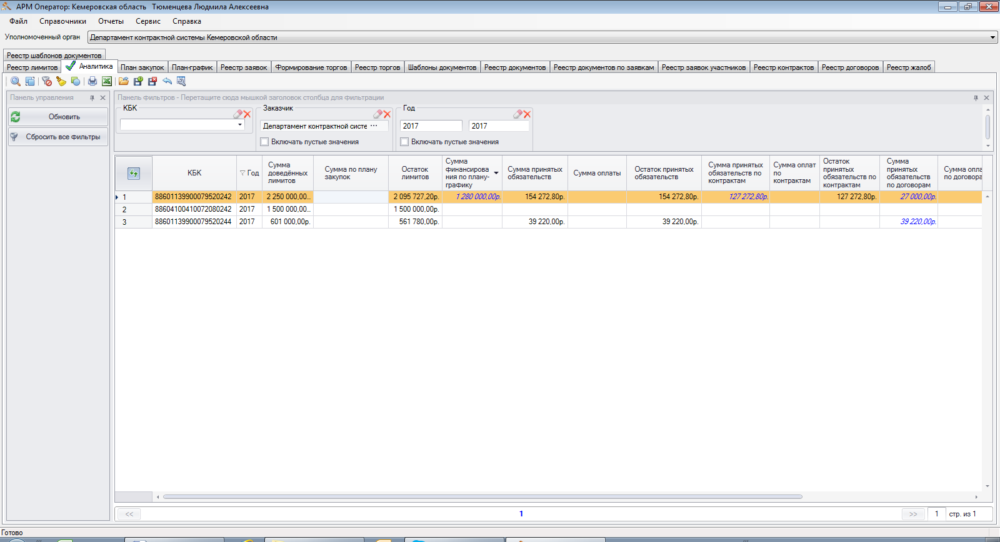 АРМ Оператор: Кемеровская область   Тюменцева Людмила Алексеевна
Файл Справочники Отчеты Сервис Справка
Уполномоченный орган Департамент контрактной системы Кемеровской области
Реестр шаблонов документов
Реестр лимитов Аналитика План закупок План-график Реестр заявок Формирование торгов Реестр торгов Шаблоны документов Реестр документов Реестр документов по заявкам Реестр заявок участников Реестр контрактов Реестр договоров Реестр жалоб
Панель управления
Обновить
Сбросить все фильтры
Панель Фильтров - Перетащите сюда мышкой заголовок столбца для Фильтрации
КБК Заказчик Год
Департамент контрактной систе ... 2017 2017
Включать пустые значения Включать пустые значения
КБК
Год
Сумма
доведённых
лимитов
Сумма по плану
закупок
Остаток
лимитов
Сумма
финансирова
ния по плану-
графику
Сумма принятых
обязательств
Сумма оплаты
Остаток принятых
обязательств
Сумма принятых
обязательств по
контрактам
Сумма оплат
по
контрактам
Остаток
принятых
обязательств по
контрактам
Сумма
принятых
обязательств
по договорам
Сумма опла
по договора
1 88601139900079520242 2017 2 250 000,00... 2 095 727,20р. 1 280 000,00р. 154 272,80р. 154 272,80р. 127 272,80р. 127 272,80р. 27 000,00р.
2 88604100410072080242 2017 1 500 000,00... 1 500 000,00р.
3 88601139900079520244 2017 601 000,00р. 561 780,00р. 39 220,00р. 39 220,00р. 39 220,00р.
<< 1 >> 1 стр. из 1
Готово